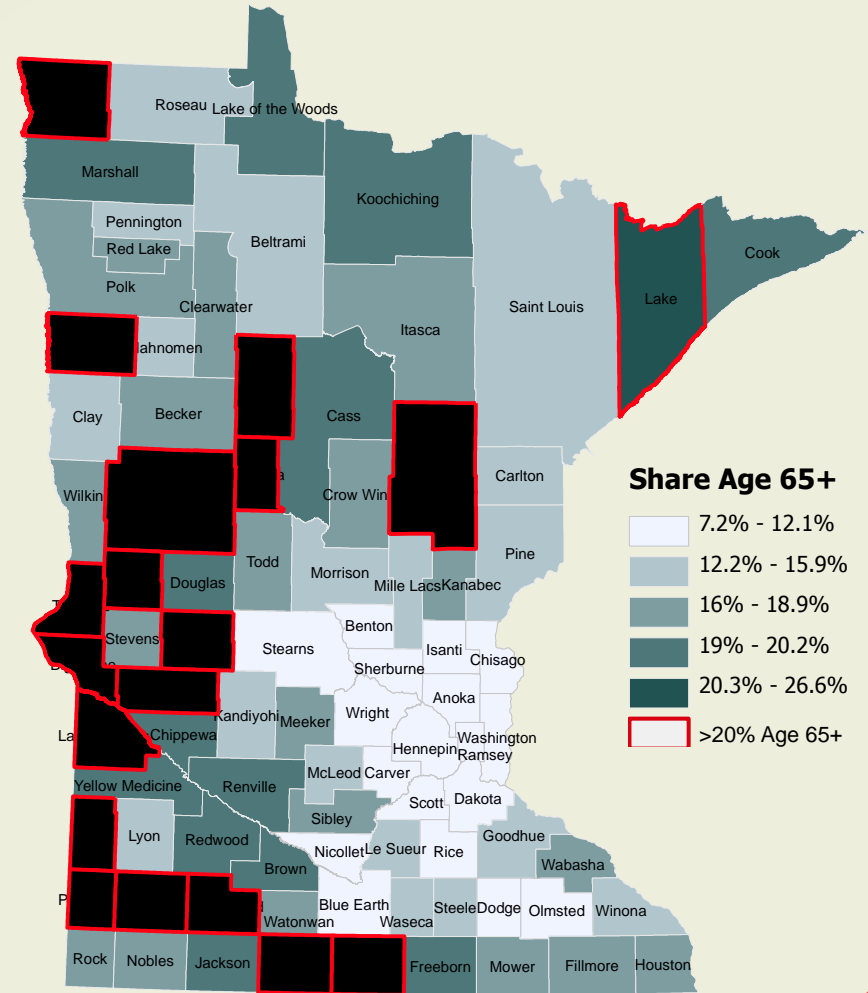 Roseau
Lake of the Woods
Marshall
Koochiching
Pennington
Beltrami
Red Lake
Cook
Polk
Clearwater
Saint Louis
Lake
Itasca
ahnomen
Clay
Becker
Cass
Carlton
Wilkin
Crow Win
Pine
Todd
Morrison
Douglas
Mille Lacs
Kanabec
Benton
Stevens
Stearns
Isanti
Chisago
Sherburne
Anoka
Wright
Kandiyohi
Meeker
Chippewa
La
Washington
Hennepin
Ramsey
McLeod
Carver
Yellow Medicine
Renville
Scott
Dakota
Sibley
Lyon
Redwood
Goodhue
Nicollet
Le Sueur
Rice
Wabasha
Brown
P
Blue Earth
Steele
Dodge
Olmsted
Winona
Watonwan
Waseca
Rock
Nobles
Jackson
Freeborn
Mower
Fillmore
Houston
Share Age 65+
7.2% - 12.1%
12.2% - 15.9%
16% - 18.9%
19% - 20.2%
20.3% - 26.6%
>20% Age 65+